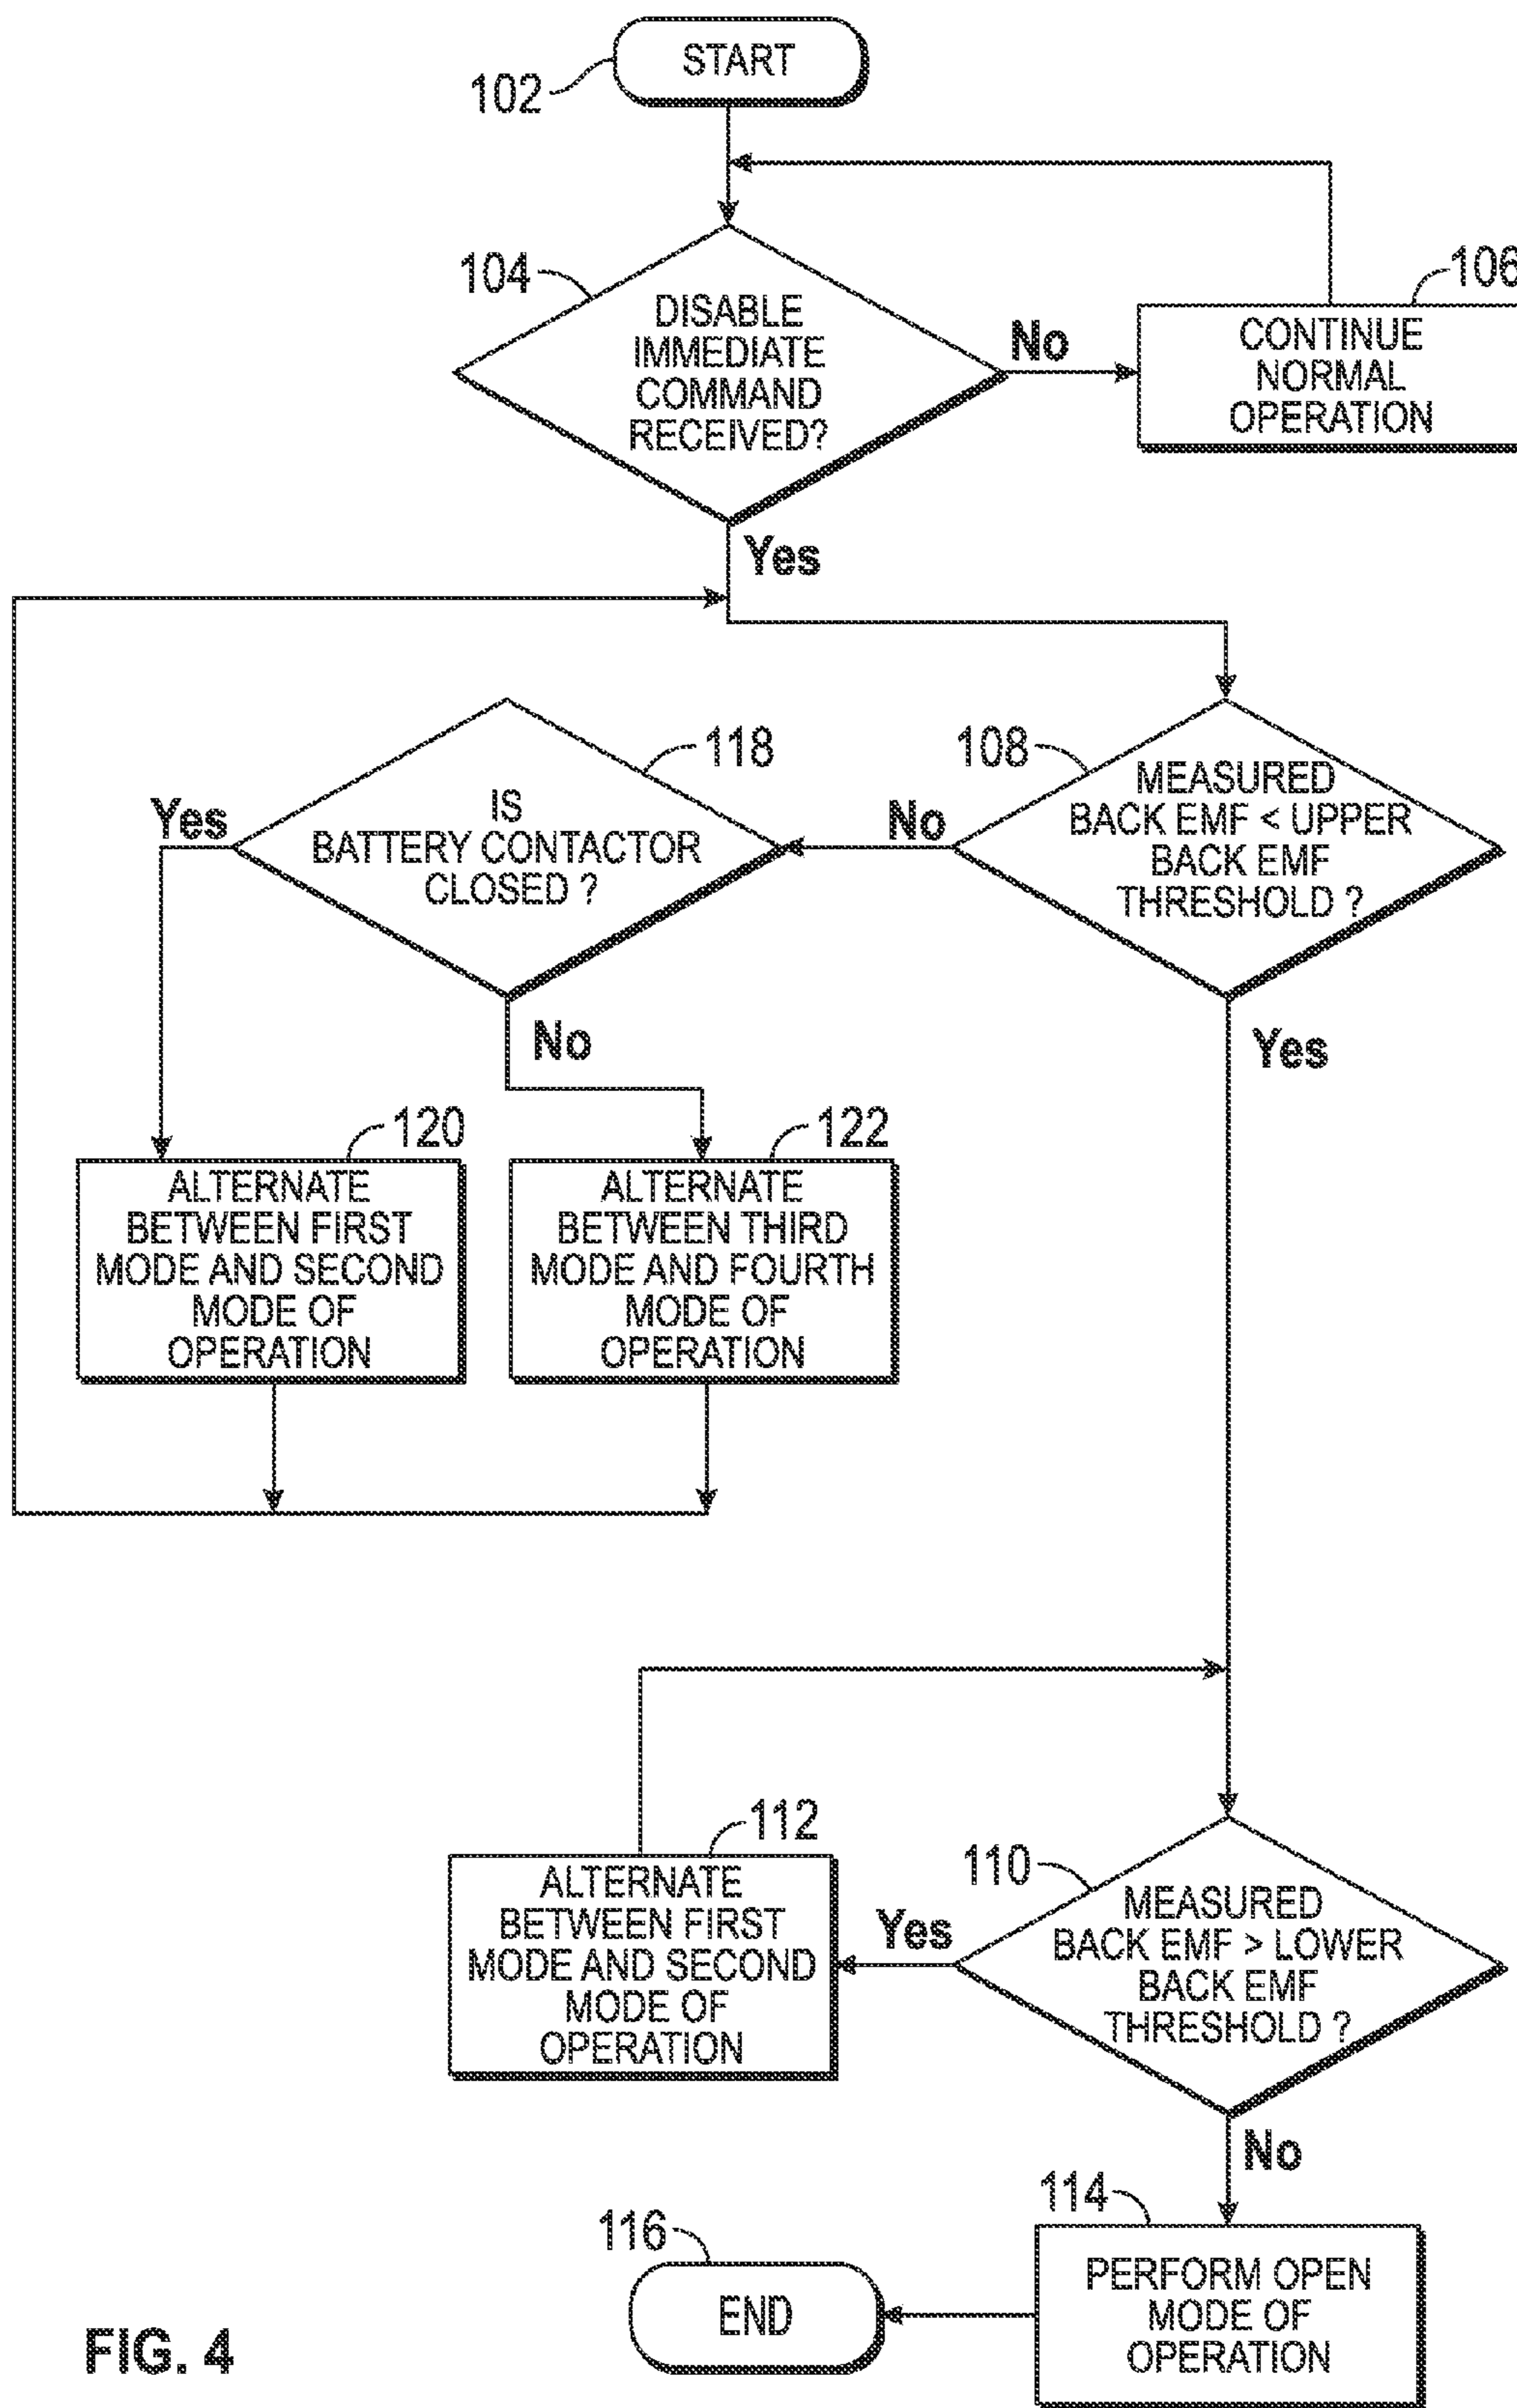 START
102
104
DISABLE
IMMEDIATE
COMMAND
RECEIVED?
No
106
CONTINUE
NORMAL
OPERATION
Yes
118
IS
BATTERY CONTACTOR
CLOSED ?
Yes
No
108
MEASURED
BACK EMF < UPPER
BACK EMF
THRESHOLD ?
No
Yes
120
ALTERNATE
BETWEEN FIRST
MODE AND SECOND
MODE OF
OPERATION
122
ALTERNATE
BETWEEN THIRD
MODE AND FOURTH
MODE OF
OPERATION
112
ALTERNATE
BETWEEN FIRST
MODE AND SECOND
MODE OF
OPERATION
Yes
110
MEASURED
BACK EMF > LOWER
BACK EMF
THRESHOLD ?
No
114
PERFORM OPEN
MODE OF
OPERATION
116
END
FIG. 4